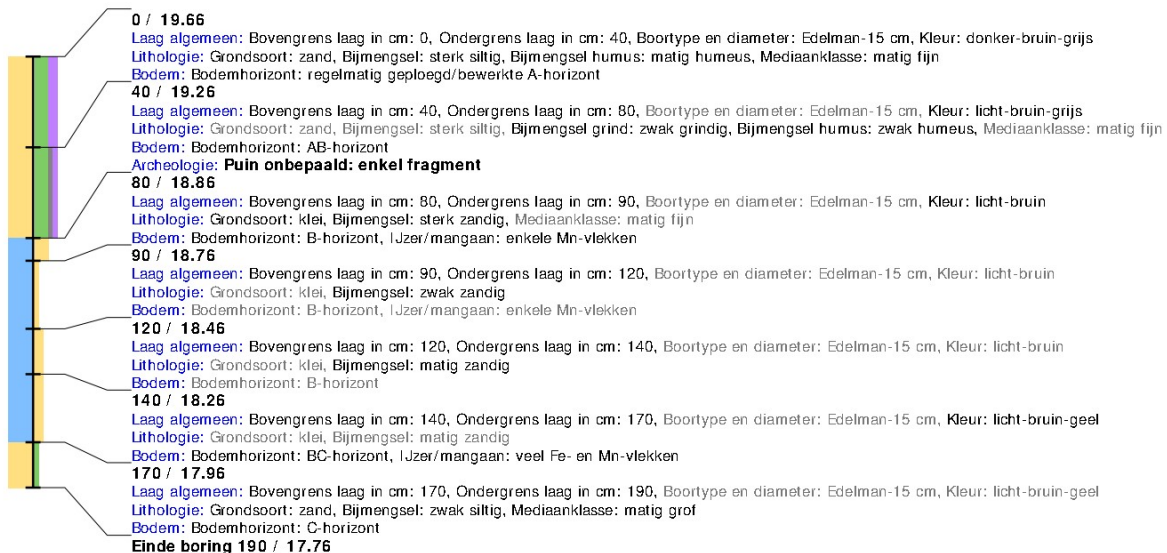 0 / 19.66
Laag algemeen: Bovengrens laag in cm: 0, Ondergrens laag in cm: 40, Boortype en diameter: Edelman-15 cm, Kleur: donker-bruin-grijs
Lithologie: Grondsoort: zand, Bijmengsel: sterk siltig, Bijmengsel humus: matig humeus, Mediaanklasse: matig fijn
Bodem: Bodemhorizont: regelmatig geploegd/bewerkte A-horizont
40 / 19.26
Laag algemeen: Bovengrens laag in cm: 40, Ondergrens laag in cm: 80, Boortype en diameter: Edelman-15 cm, Kleur: licht-bruin-grijs
Lithologie: Grondsoort: zand, Bijmengsel: sterk siltig, Bijmengsel grind: zwak grindig, Bijmengsel humus: zwak humeus, Mediaanklasse: matig fijn
Bodem: Bodemhorizont: AB-horizont
Archeologie: Puin onbepaald: enkel fragment
80 / 18.86
Laag algemeen: Bovengrens laag in cm: 80, Ondergrens laag in cm: 90, Boortype en diameter: Edelman-15 cm, Kleur: licht-bruin
Lithologie: Grondsoort: klei, Bijmengsel: sterk zandig, Mediaanklasse: matig fijn
Bodem: Bodemhorizont: B-horizont, IJzer/mangaan: enkele Mn-vlekken
90 / 18.76
Laag algemeen: Bovengrens laag in cm: 90, Ondergrens laag in cm: 120, Boortype en diameter: Edelman-15 cm, Kleur: licht-bruin
Lithologie: Grondsoort: klei, Bijmengsel: zwak zandig
Bodem: Bodemhorizont: B-horizont, IJzer/mangaan: enkele Mn-vlekken
120 / 18.46
Laag algemeen: Bovengrens laag in cm: 120, Ondergrens laag in cm: 140, Boortype en diameter: Edelman-15 cm, Kleur: licht-bruin
Lithologie: Grondsoort: klei, Bijmengsel: matig zandig
Bodem: Bodemhorizont: B-horizont
140 / 18.26
Laag algemeen: Bovengrens laag in cm: 140, Ondergrens laag in cm: 170, Boortype en diameter: Edelman-15 cm, Kleur: licht-bruin-geel
Lithologie: Grondsoort: klei, Bijmengsel: matig zandig
Bodem: Bodemhorizont: BC-horizont, IJzer/mangaan: veel Fe- en Mn-vlekken
170 / 17.96
Laag algemeen: Bovengrens laag in cm: 170, Ondergrens laag in cm: 190, Boortype en diameter: Edelman-15 cm, Kleur: licht-bruin-geel
Lithologie: Grondsoort: zand, Bijmengsel: zwak siltig, Mediaanklasse: matig grof
Bodem: Bodemhorizont: C-horizont
Einde boring 190 / 17.76